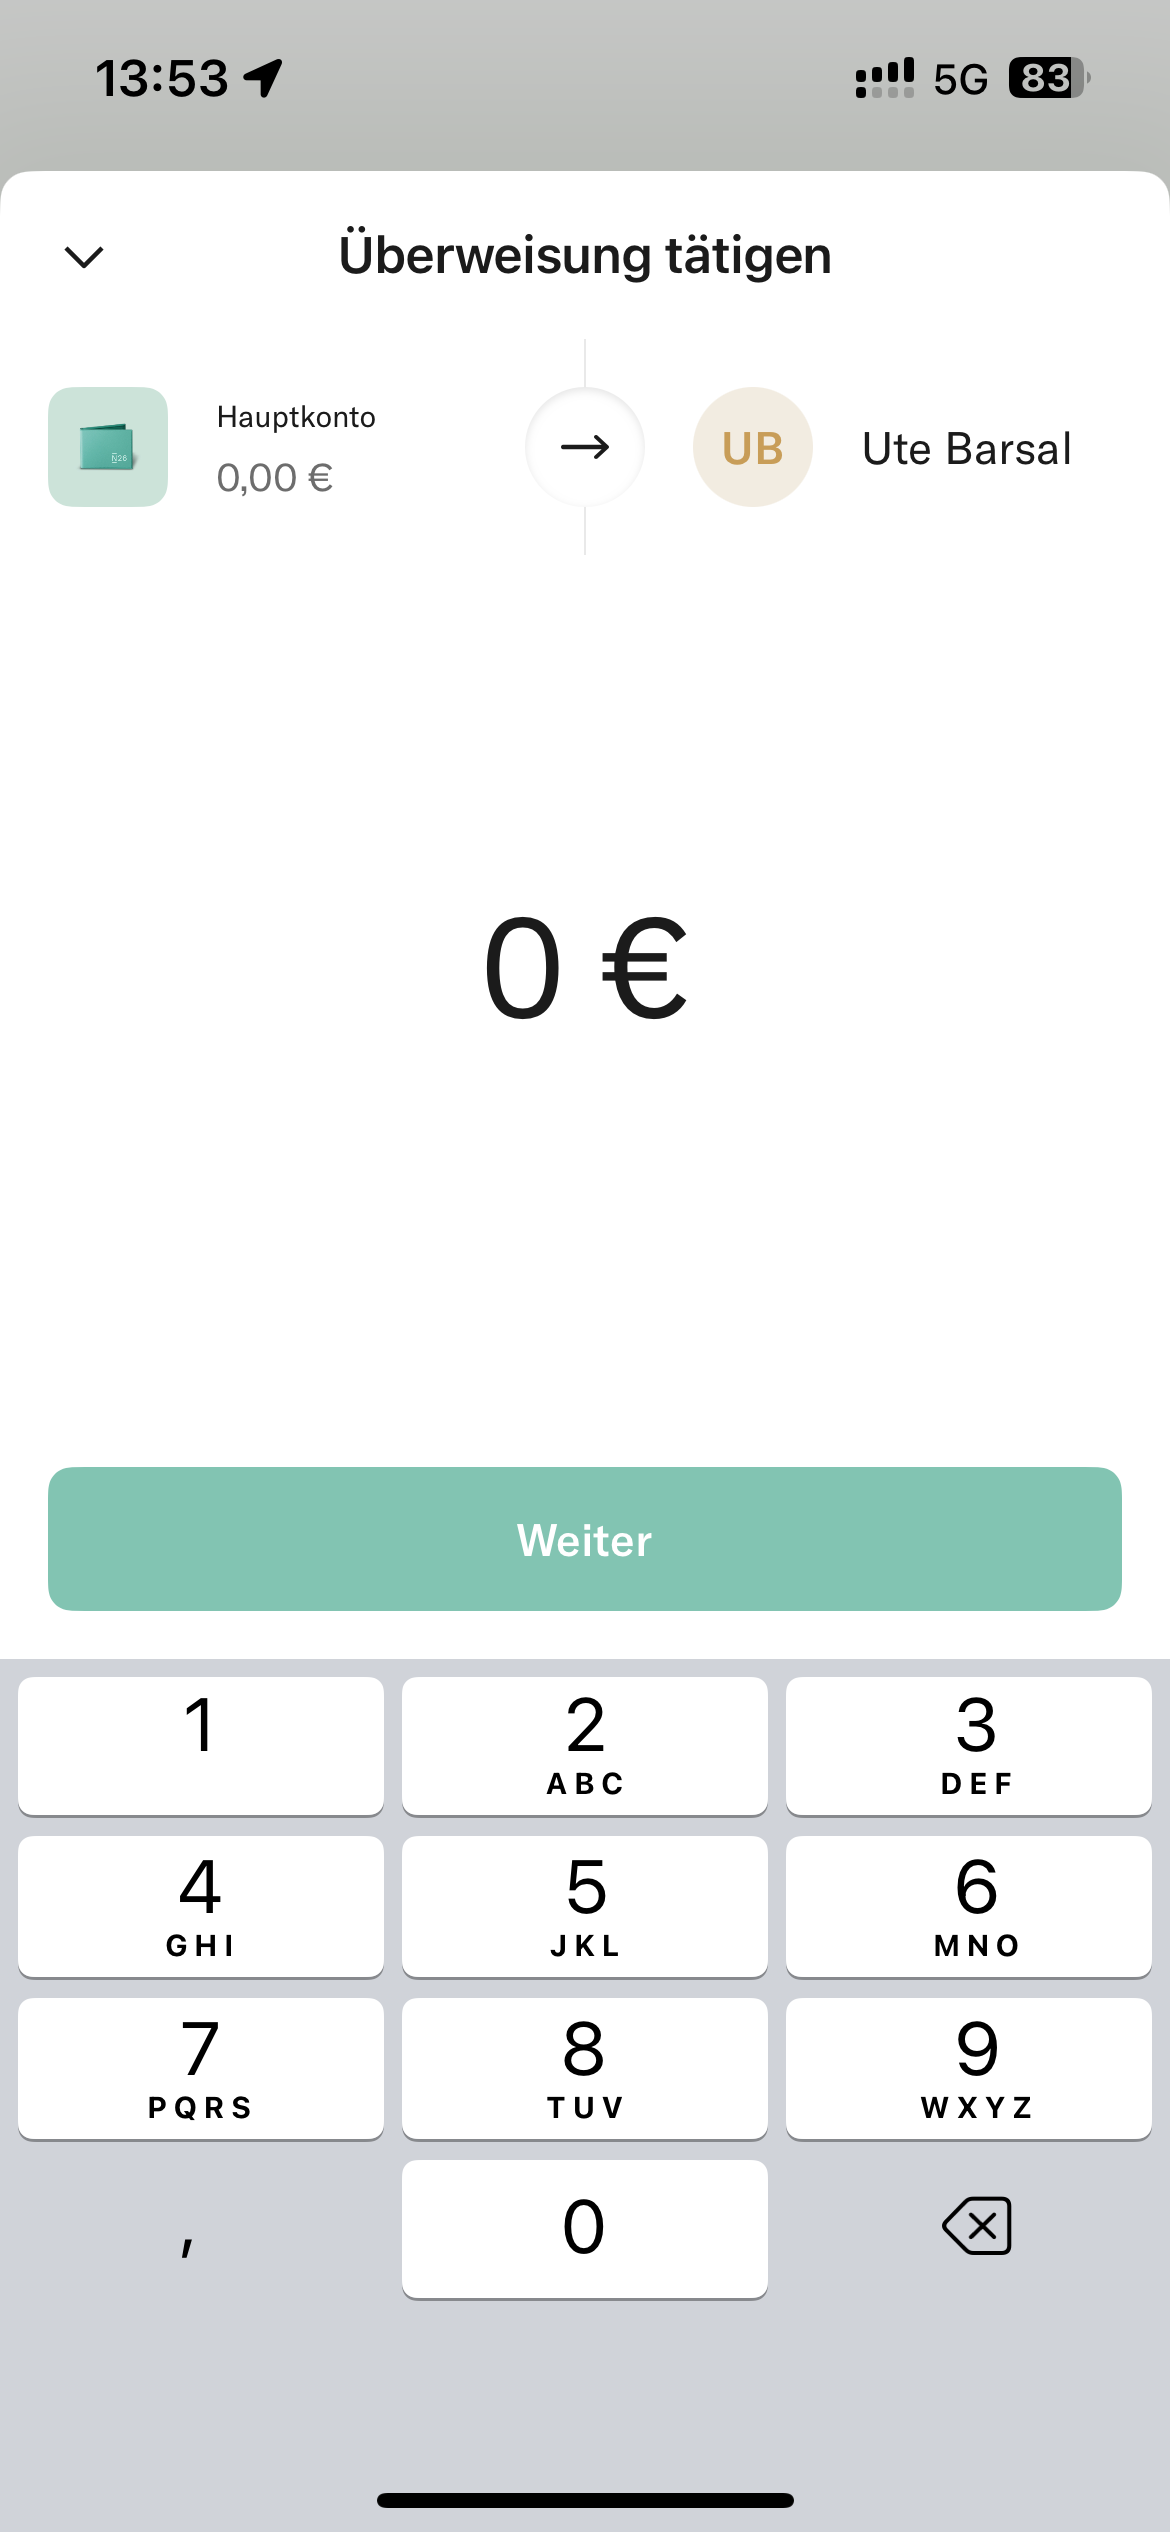 13:53 5G 83
Überweisung tätigen
Hauptkonto
0,00 €
N26
UB
Ute Barsal
0 €
Weiter
1
2
ABC
3
DEF
4
GHI
5
JKL
6
MNO
7
PQRS
8
TUV
9
WXYZ
,
0